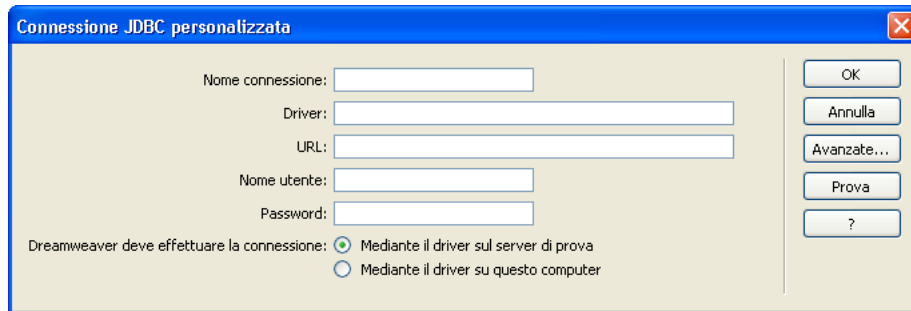 Connessione JDBC personalizzata
Nome connessione:
Driver:
URL:
Nome utente:
Password:
Dreamweaver deve effettuare la connessione: Mediante il driver sul server di prova
Mediante il driver su questo computer
OK
Annulla
Avanzate...
Prova
?